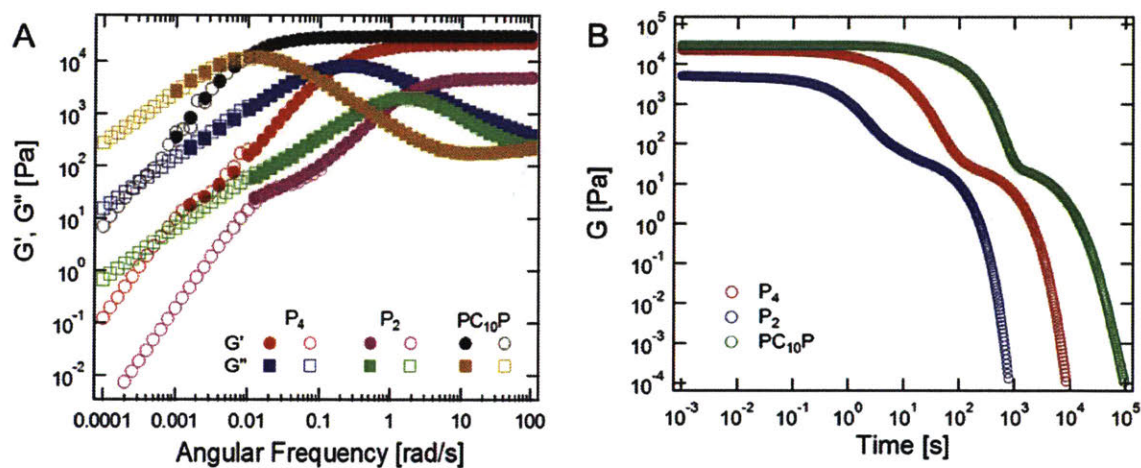 A
G', G" [Pa]
10⁴
10³
10²
10¹
10⁰
10⁻¹
10⁻²
P₄ P₂ PC₁₀P
G'
G"
0.0001 0.001 0.01 0.1 1 10 100
Angular Frequency [rad/s]
B
G [Pa]
10⁵
10⁴
10³
10²
10¹
10⁰
10⁻¹
10⁻²
10⁻³
10⁻⁴
P₄
P₂
PC₁₀P
10⁻³ 10⁻² 10⁻¹ 10⁰ 10¹ 10² 10³ 10⁴ 10⁵
Time [s]